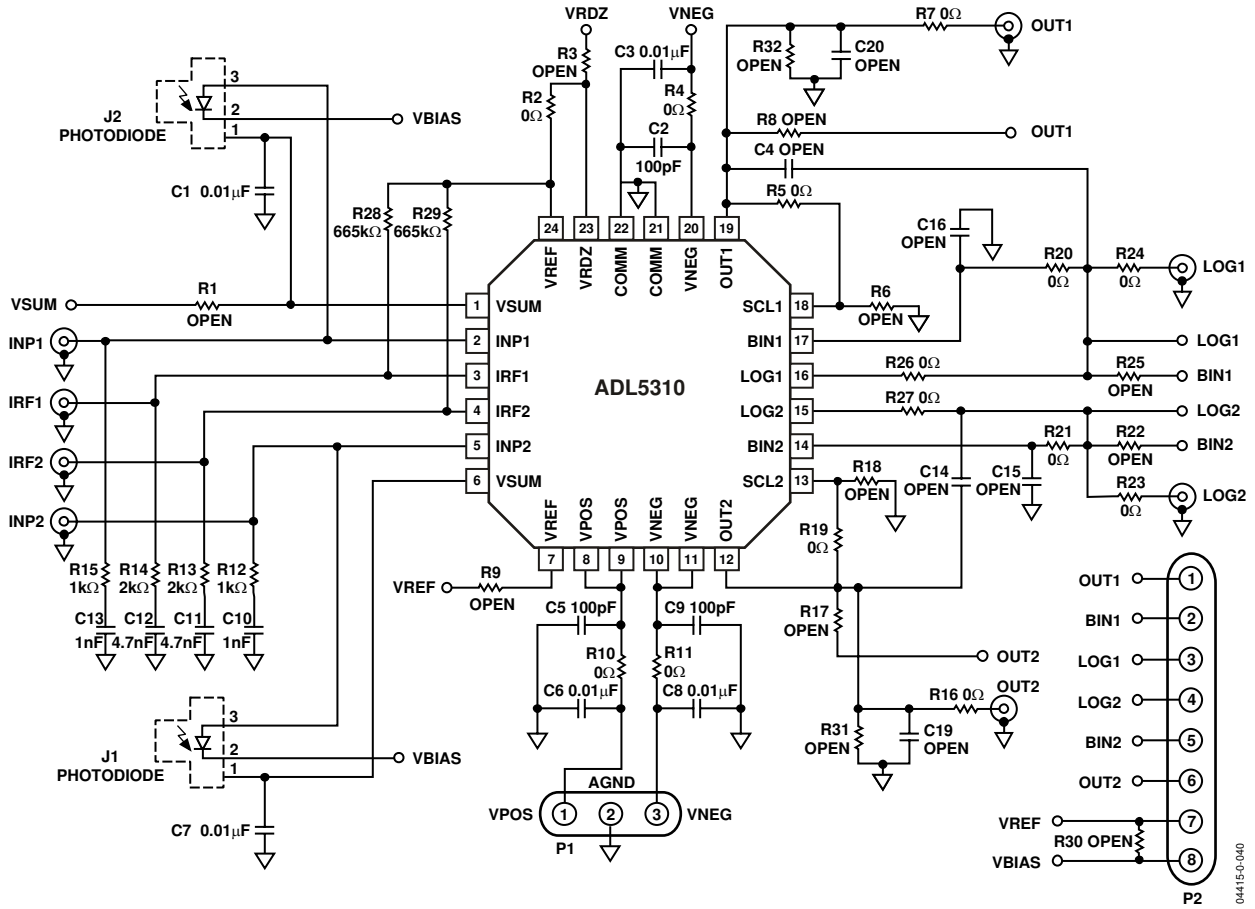 VRDZ
VNEG
R7 0Ω
OUT1
R3
OPEN
C3 0.01µF
R32
OPEN
C20
OPEN
3
2
1
J2
PHOTODIODE
VBIAS
R2
0Ω
R4
0Ω
C2
100pF
R8 OPEN
OUT1
C4 OPEN
C1 0.01µF
R5 0Ω
R28
665kΩ
R29
665kΩ
C16
OPEN
24
23
22
21
20
19
VREF
VRDZ
COMM
COMM
VNEG
OUT1
R20
0Ω
R24
0Ω
LOG1
VSUM
R1
OPEN
1
VSUM
SCL1
18
R6
OPEN
INP1
2
INP1
BIN1
17
LOG1
IRF1
3
IRF1
ADL5310
LOG1
16
R26 0Ω
R25
OPEN
BIN1
4
IRF2
LOG2
15
R27 0Ω
LOG2
IRF2
5
INP2
BIN2
14
R21
0Ω
R22
OPEN
BIN2
6
VSUM
SCL2
13
R18
OPEN
C14
OPEN
C15
OPEN
R23
0Ω
LOG2
INP2
VREF
VPOS
VPOS
VNEG
VNEG
OUT2
7
8
9
10
11
12
R19
0Ω
R15
1kΩ
R14
2kΩ
R13
2kΩ
R12
1kΩ
VREF
R9
OPEN
C13
1nF
C12
4.7nF
C11
4.7nF
C10
1nF
C5 100pF
C9 100pF
R17
OPEN
R10
0Ω
R11
0Ω
OUT2
C6 0.01µF
C8 0.01µF
R16 0Ω
OUT2
R31
OPEN
C19
OPEN
3
2
1
J1
PHOTODIODE
VBIAS
AGND
VPOS
1
2
3
VNEG
P1
C7 0.01µF
OUT1
1
BIN1
2
LOG1
3
LOG2
4
BIN2
5
OUT2
6
VREF
7
R30 OPEN
VBIAS
8
P2
04415-0-040